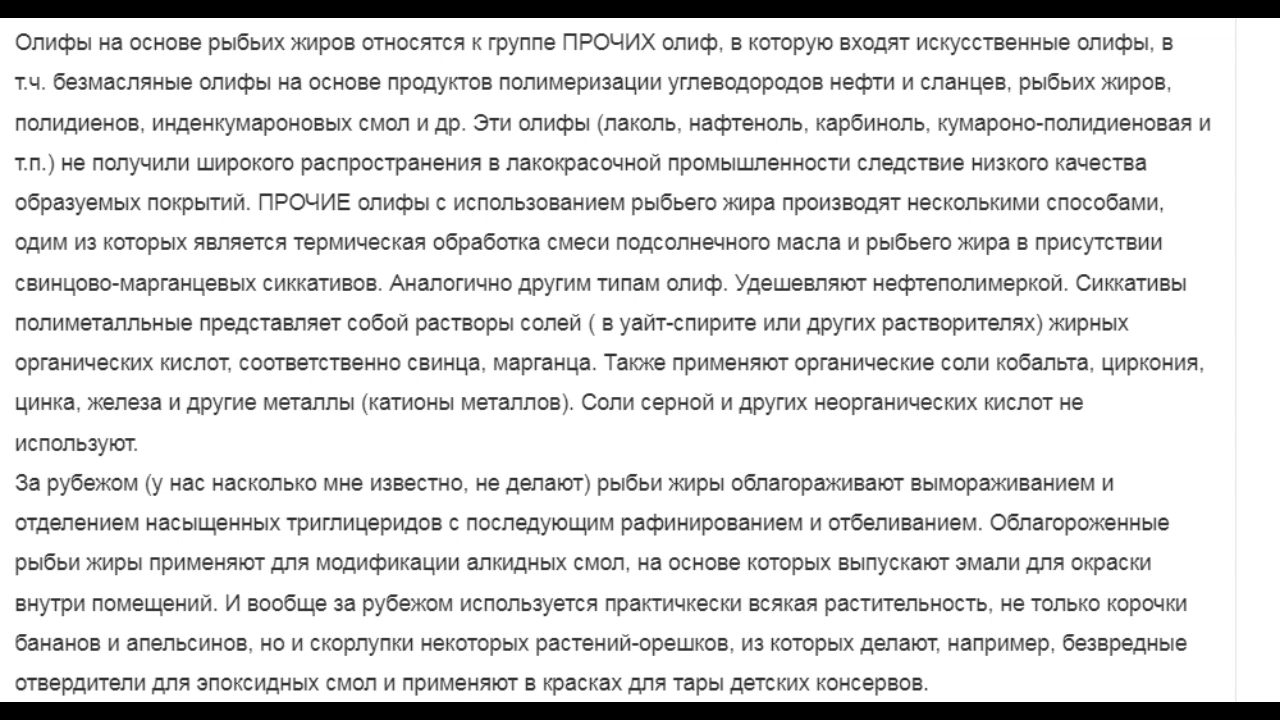 Олифы на основе рыбьих жиров относятся к группе ПРОЧИХ олиф, в которую входят искусственные олифы, в
т.ч. безмасляные олифы на основе продуктов полимеризации углеводородов нефти и сланцев, рыбьих жиров,
полидиенов, инденкумароновых смол и др. Эти олифы (лаколь, нафтеноль, карбиноль, кумароно-полидиеновая и
т.п.) не получили широкого распространения в лакокрасочной промышленности следствие низкого качества
образуемых покрытий. ПРОЧИЕ олифы с использованием рыбьего жира производят несколькими способами,
одим из которых является термическая обработка смеси подсолнечного масла и рыбьего жира в присутствии
свинцово-марганцевых сиккативов. Аналогично другим типам олиф. Удешевляют нефтеполимеркой. Сиккативы
полиметалльные представляет собой растворы солей ( в уайт-спирите или других растворителях) жирных
органических кислот, соответственно свинца, марганца. Также применяют органические соли кобальта, циркония,
цинка, железа и другие металлы (катионы металлов). Соли серной и других неорганических кислот не
используют.
За рубежом (у нас насколько мне известно, не делают) рыбьи жиры облагораживают вымораживанием и
отделением насыщенных триглицеридов с последующим рафинированием и отбеливанием. Облагороженные
рыбьи жиры применяют для модификации алкидных смол, на основе которых выпускают эмали для окраски
внутри помещений. И вообще за рубежом используется практичкески всякая растительность, не только корочки
бананов и апельсинов, но и скорлупки некоторых растений-орешков, из которых делают, например, безвредные
отвердители для эпоксидных смол и применяют в красках для тары детских консервов.